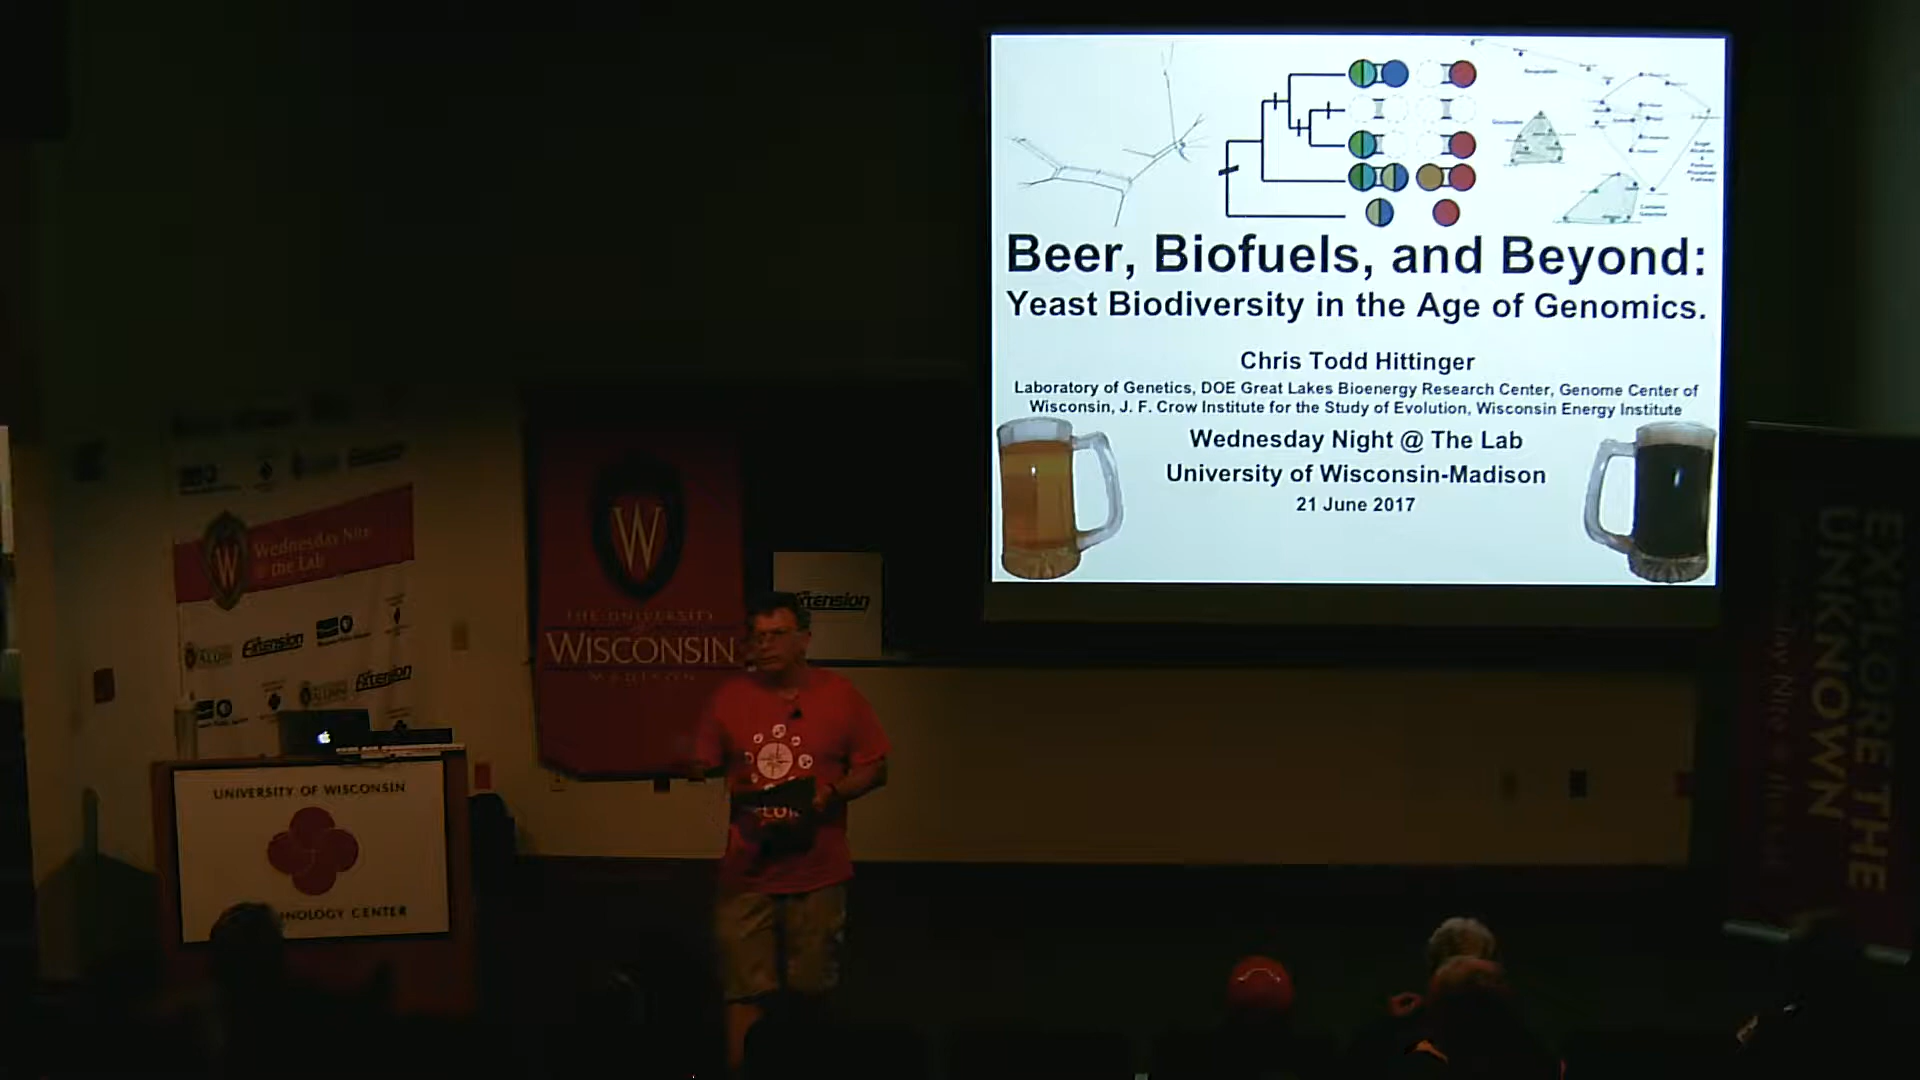 Beer, Biofuels, and Beyond:
Yeast Biodiversity in the Age of Genomics.
Chris Todd Hittinger
Laboratory of Genetics, DOE Great Lakes Bioenergy Research Center, Genome Center of
Wisconsin, J. F. Crow Institute for the Study of Evolution, Wisconsin Energy Institute
Wednesday Night @ The Lab
University of Wisconsin-Madison
21 June 2017
Wednesday Nite
@ the Lab
W
Extension
Extension
W
THE UNIVERSITY
of
WISCONSIN
MADISON
Extension
UNIVERSITY OF WISCONSIN
NOLOGY CENTER
EXPLORE THE
UNKNOWN